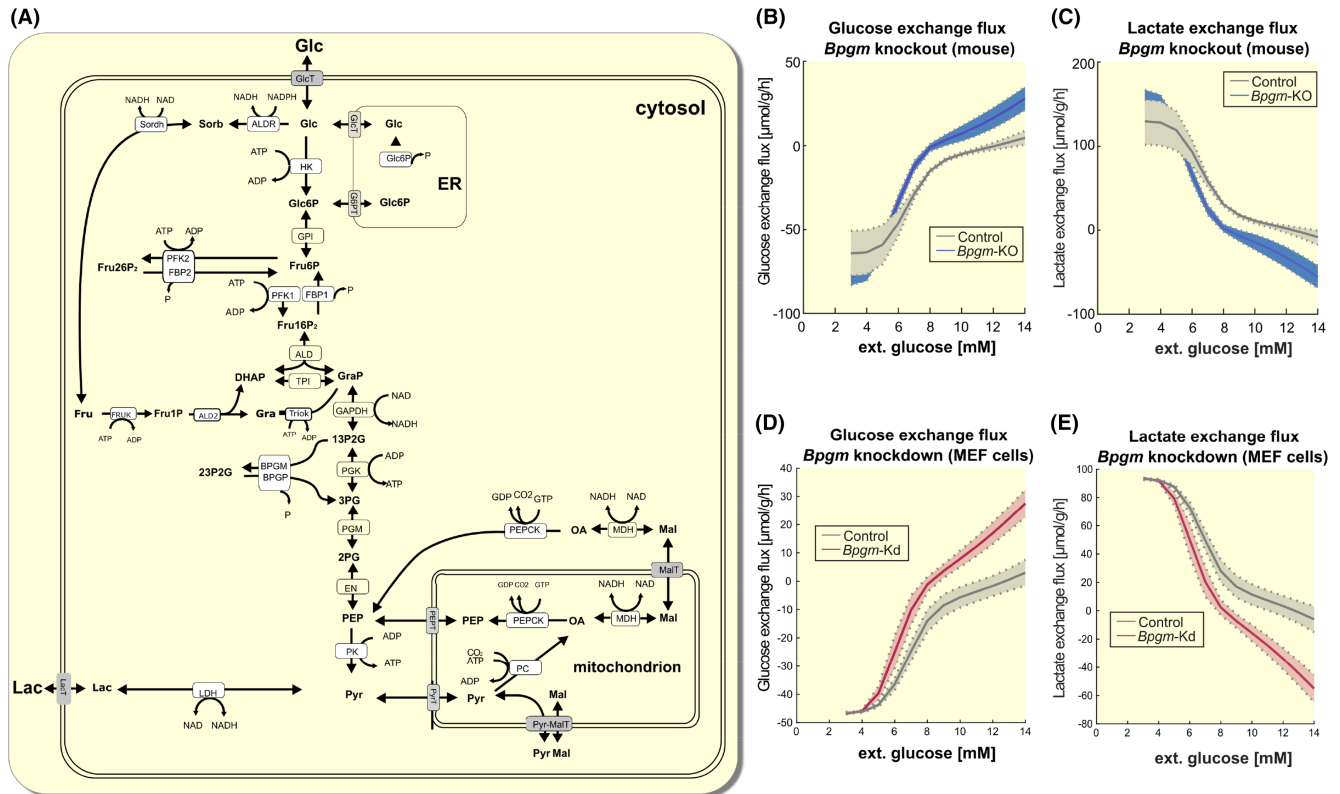 (A)
Glc
GlcT
cytosol
NADH NAD
Sordh
Sorb
NADH NADPH
ALDR
Glc
GlcT
Glc
Glc6P
P
ER
ATP
ADP
HK
Glc6P
G6PT
Glc6P
GPI
ATP ADP
PFK2
FBP2
P
Fru26P₂
Fru6P
ATP
ADP
PFK1
FBP1
P
Fru16P₂
ALD
DHAP
TPI
GraP
Fru
FRUK
ATP ADP
Fru1P
ALD2
Gra
Triok
ATP ADP
GAPDH
NAD
NADH
13P2G
23P2G
BPGM
BPGP
P
PGK
ADP
ATP
3PG
PGM
2PG
EN
PEP
GDP CO2 GTP
PEPCK
OA
NADH NAD
MDH
Mal
MalT
PEPT
PEP
GDP CO2 GTP
PEPCK
OA
NADH NAD
MDH
Mal
PK
ADP
ATP
CO₂
ATP
ADP
PC
mitochondrion
Lac
LacT
Lac
LDH
NAD NADH
Pyr
PyrT
Pyr
Mal
Pyr-MalT
Pyr Mal
(B)
Glucose exchange flux
Bpgm knockout (mouse)
Glucose exchange flux [µmol/g/h]
50
0
-50
-100
Control
Bpgm-KO
0 2 4 6 8 10 12 14
ext. glucose [mM]
(C)
Lactate exchange flux
Bpgm knockout (mouse)
Lactate exchange flux [µmol/g/h]
200
100
0
100
Control
Bpgm-KO
0 2 4 6 8 10 12 14
ext. glucose [mM]
(D)
Glucose exchange flux
Bpgm knockdown (MEF cells)
Glucose exchange flux [µmol/g/h]
40
30
20
10
0
-10
-20
-30
-40
-50
Control
Bpgm-Kd
0 2 4 6 8 10 12 14
ext. glucose [mM]
(E)
Lactate exchange flux
Bpgm knockdown (MEF cells)
Lactate exchange flux [µmol/g/h]
100
80
60
40
20
0
-20
-40
-60
-80
Control
Bpgm-Kd
0 2 4 6 8 10 12 14
ext. glucose [mM]